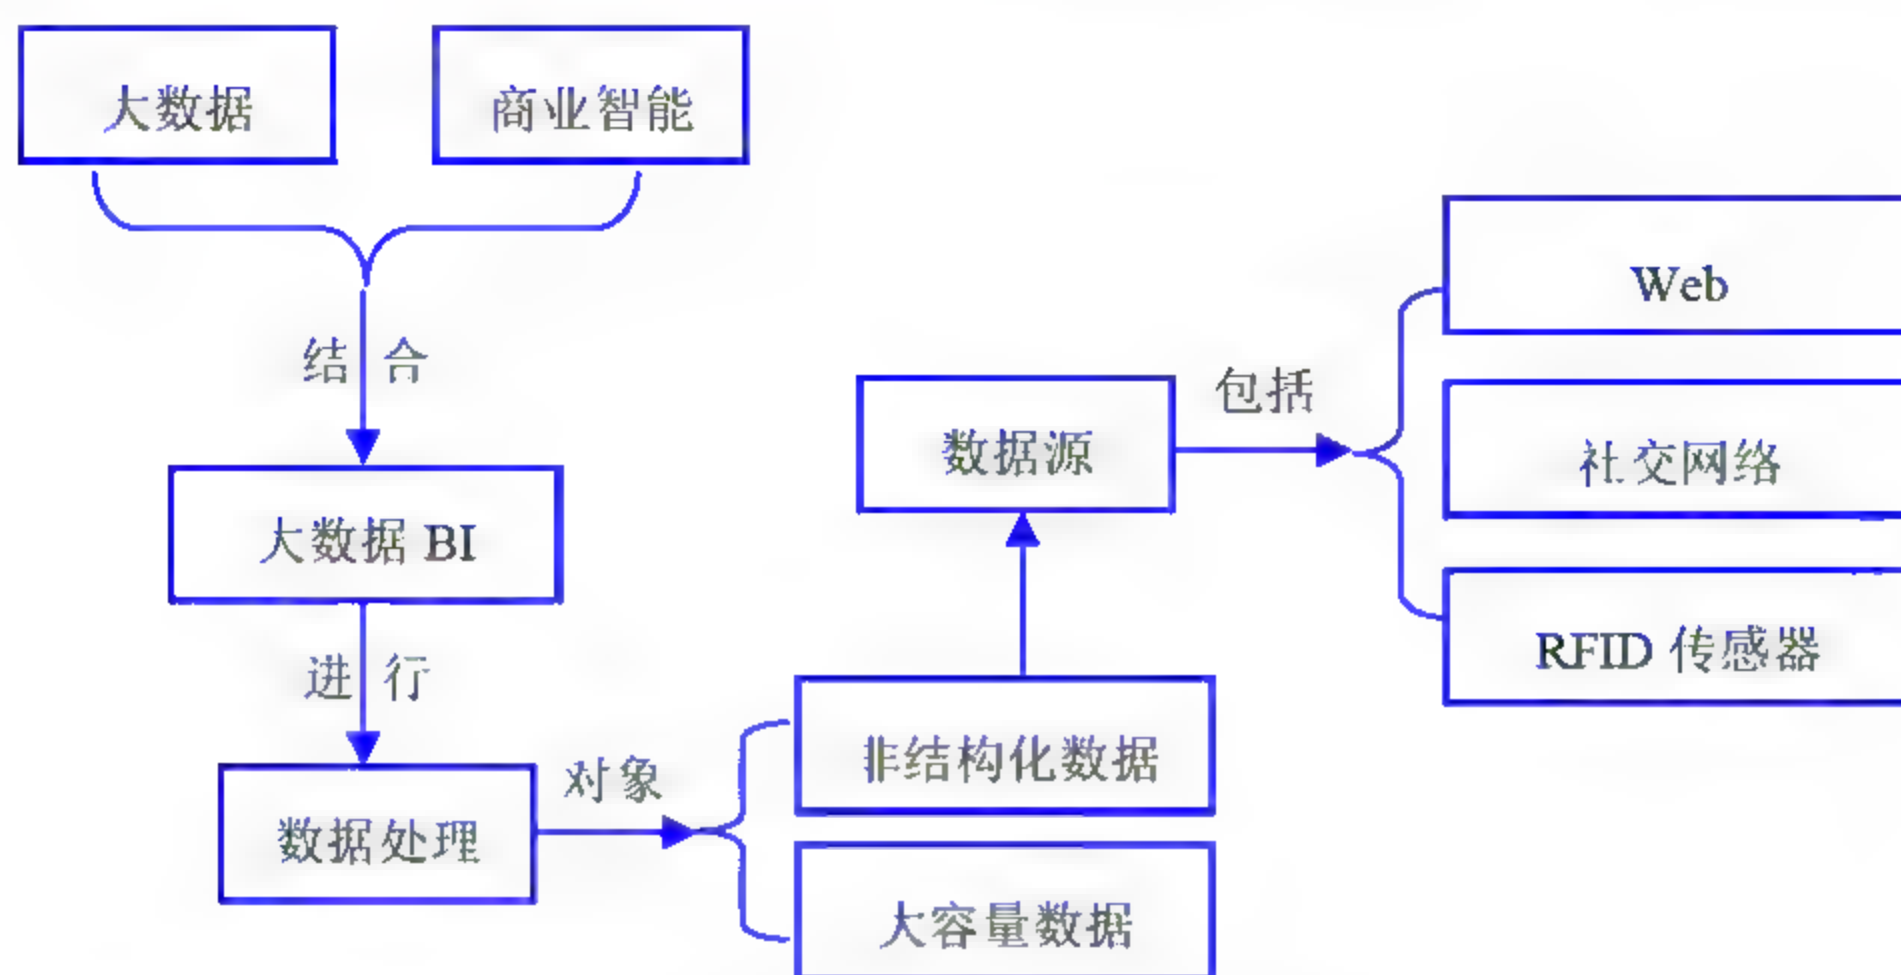 大数据
商业智能
结合
大数据 BI
进行
数据处理
对象
非结构化数据
大容量数据
数据源
包括
Web
社交网络
RFID 传感器